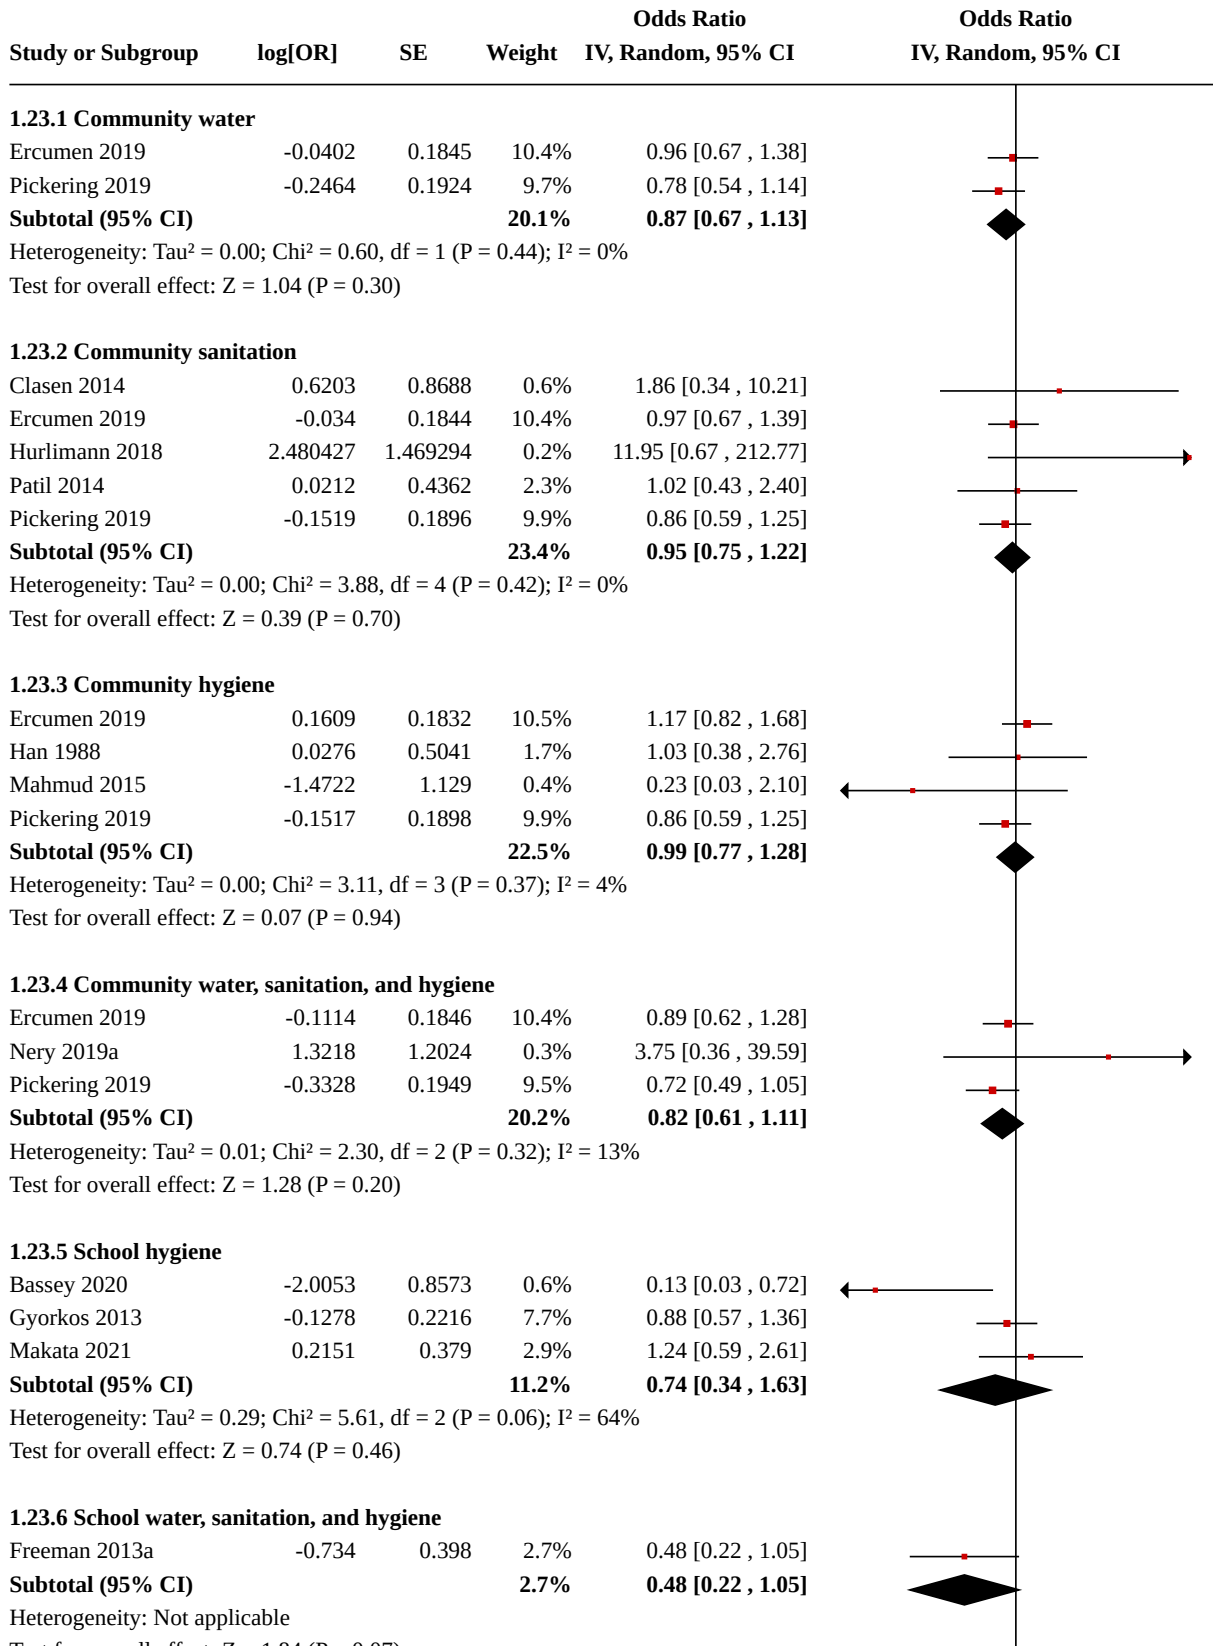 Odds Ratio Odds Ratio
Study or Subgroup log[OR] SE Weight IV, Random, 95% CI IV, Random, 95% CI
1.23.1 Community water
Ercumen 2019 -0.0402 0.1845 10.4% 0.96 [0.67 , 1.38]
Pickering 2019 -0.2464 0.1924 9.7% 0.78 [0.54 , 1.14]
Subtotal (95% CI) 20.1% 0.87 [0.67 , 1.13]
Heterogeneity: Tau² = 0.00; Chi² = 0.60, df = 1 (P = 0.44); I² = 0%
Test for overall effect: Z = 1.04 (P = 0.30)
1.23.2 Community sanitation
Clasen 2014 0.6203 0.8688 0.6% 1.86 [0.34 , 10.21]
Ercumen 2019 -0.034 0.1844 10.4% 0.97 [0.67 , 1.39]
Hurlimann 2018 2.480427 1.469294 0.2% 11.95 [0.67 , 212.77]
Patil 2014 0.0212 0.4362 2.3% 1.02 [0.43 , 2.40]
Pickering 2019 -0.1519 0.1896 9.9% 0.86 [0.59 , 1.25]
Subtotal (95% CI) 23.4% 0.95 [0.75 , 1.22]
Heterogeneity: Tau² = 0.00; Chi² = 3.88, df = 4 (P = 0.42); I² = 0%
Test for overall effect: Z = 0.39 (P = 0.70)
1.23.3 Community hygiene
Ercumen 2019 0.1609 0.1832 10.5% 1.17 [0.82 , 1.68]
Han 1988 0.0276 0.5041 1.7% 1.03 [0.38 , 2.76]
Mahmud 2015 -1.4722 1.129 0.4% 0.23 [0.03 , 2.10]
Pickering 2019 -0.1517 0.1898 9.9% 0.86 [0.59 , 1.25]
Subtotal (95% CI) 22.5% 0.99 [0.77 , 1.28]
Heterogeneity: Tau² = 0.00; Chi² = 3.11, df = 3 (P = 0.37); I² = 4%
Test for overall effect: Z = 0.07 (P = 0.94)
1.23.4 Community water, sanitation, and hygiene
Ercumen 2019 -0.1114 0.1846 10.4% 0.89 [0.62 , 1.28]
Nery 2019a 1.3218 1.2024 0.3% 3.75 [0.36 , 39.59]
Pickering 2019 -0.3328 0.1949 9.5% 0.72 [0.49 , 1.05]
Subtotal (95% CI) 20.2% 0.82 [0.61 , 1.11]
Heterogeneity: Tau² = 0.01; Chi² = 2.30, df = 2 (P = 0.32); I² = 13%
Test for overall effect: Z = 1.28 (P = 0.20)
1.23.5 School hygiene
Bassey 2020 -2.0053 0.8573 0.6% 0.13 [0.03 , 0.72]
Gyorkos 2013 -0.1278 0.2216 7.7% 0.88 [0.57 , 1.36]
Makata 2021 0.2151 0.379 2.9% 1.24 [0.59 , 2.61]
Subtotal (95% CI) 11.2% 0.74 [0.34 , 1.63]
Heterogeneity: Tau² = 0.29; Chi² = 5.61, df = 2 (P = 0.06); I² = 64%
Test for overall effect: Z = 0.74 (P = 0.46)
1.23.6 School water, sanitation, and hygiene
Freeman 2013a -0.734 0.398 2.7% 0.48 [0.22 , 1.05]
Subtotal (95% CI) 2.7% 0.48 [0.22 , 1.05]
Heterogeneity: Not applicable